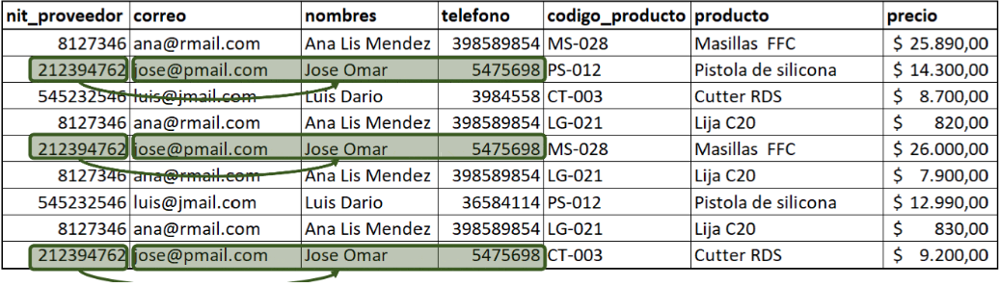 nit_proveedor correo nombres telefono codigo_producto producto precio
8127346 ana@rmail.com Ana Lis Mendez 398589854 MS-028 Masillas FFC $ 25.890,00
212394762 jose@pmail.com Jose Omar 5475698 PS-012 Pistola de silicona $ 14.300,00
545232546 luis@jmail.com Luis Dario 3984558 CT-003 Cutter RDS $ 8.700,00
8127346 ana@rmail.com Ana Lis Mendez 398589854 LG-021 Lija C20 $ 820,00
212394762 jose@pmail.com Jose Omar 5475698 MS-028 Masillas FFC $ 26.000,00
8127346 ana@rmail.com Ana Lis Mendez 398589854 LG-021 Lija C20 $ 7.900,00
545232546 luis@jmail.com Luis Dario 36584114 PS-012 Pistola de silicona $ 12.990,00
8127346 ana@rmail.com Ana Lis Mendez 398589854 LG-021 Lija C20 $ 830,00
212394762 jose@pmail.com Jose Omar 5475698 CT-003 Cutter RDS $ 9.200,00